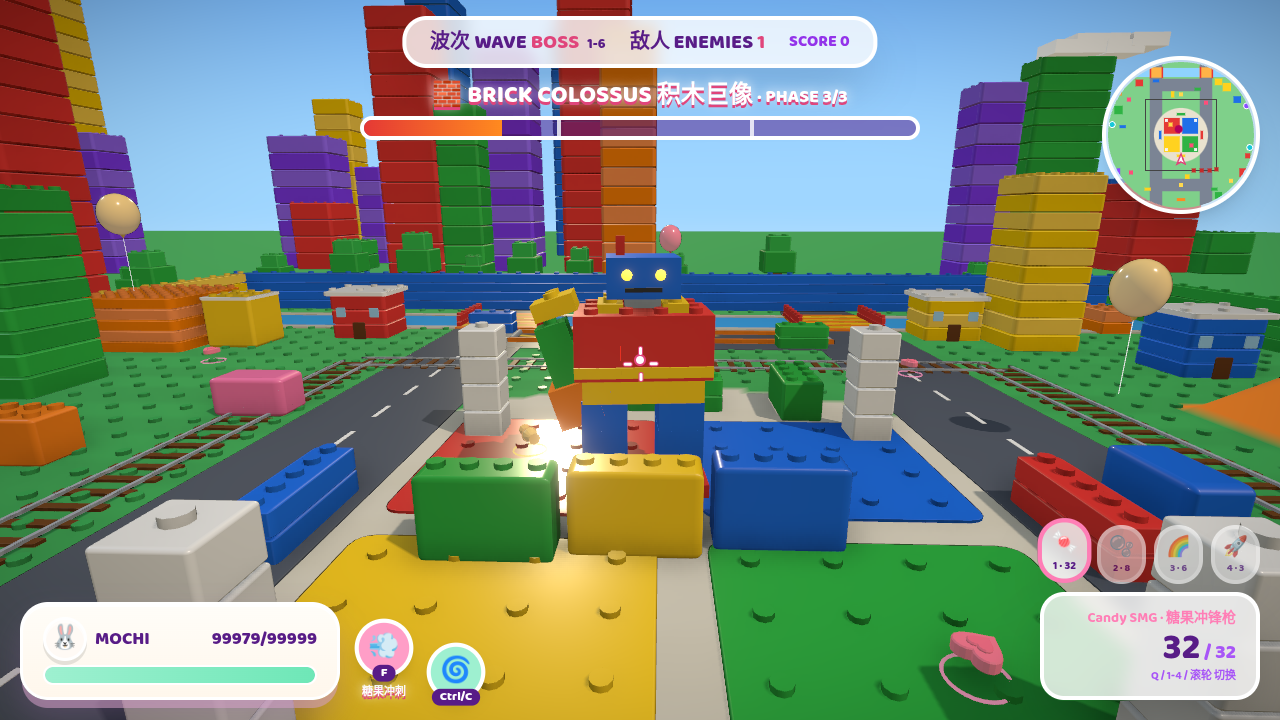 波次 WAVE BOSS 1-6 敌人 ENEMIES 1 SCORE 0
BRICK COLOSSUS 积木巨像 · PHASE 3/3
1·32
2·8
3·6
4·3
MOCHI 99979/99999
F
糖果冲刺
Ctrl/C
Candy SMG · 糖果冲锋枪
32 / 32
Q / 1-4 / 滚轮 切换